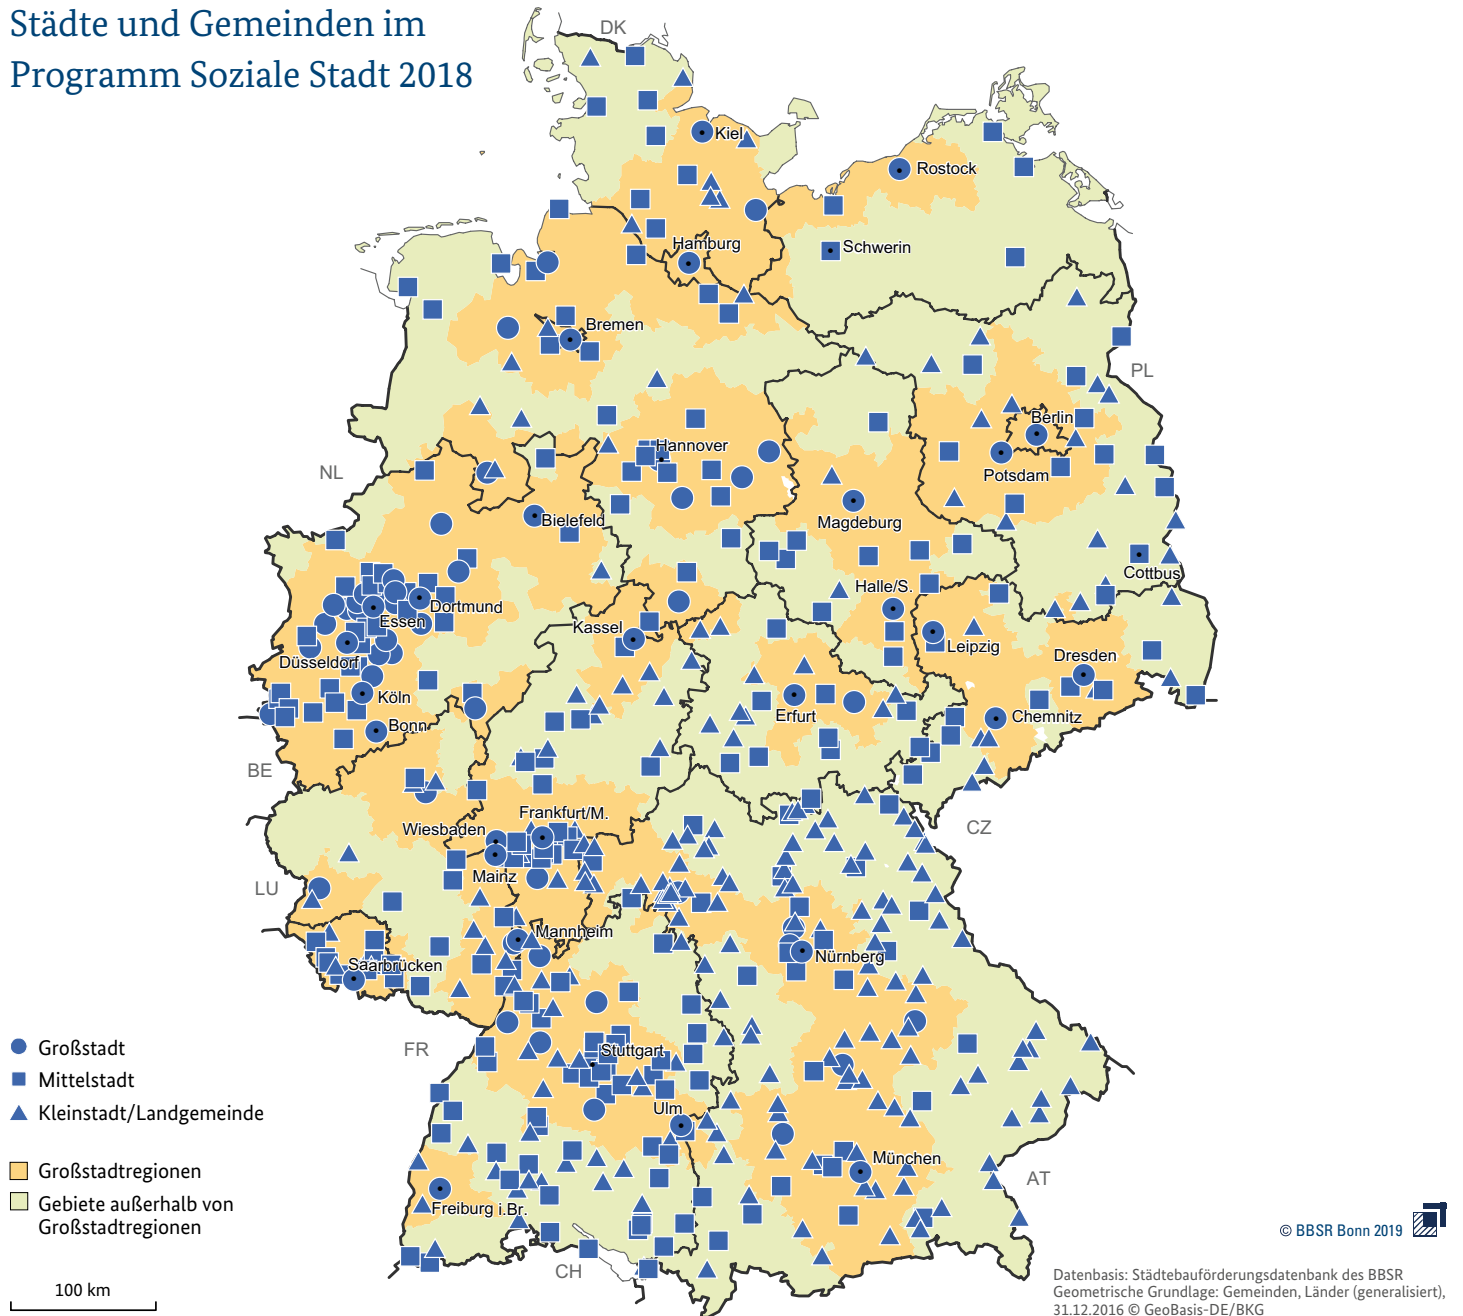 Städte und Gemeinden im
Programm Soziale Stadt 2018
DK
Kiel
Rostock
Hamburg
Schwerin
Bremen
PL
Berlin
Hannover
NL
Potsdam
Magdeburg
Bielefeld
Cottbus
Halle/S.
Dortmund
Essen
Kassel
Leipzig
Düsseldorf
Dresden
Köln
Erfurt
Chemnitz
Bonn
BE
Frankfurt/M.
Wiesbaden
CZ
Mainz
LU
Mannheim
Nürnberg
Saarbrücken
FR
Stuttgart
Großstadt
Mittelstadt
Kleinstadt/Landgemeinde
Ulm
München
Großstadtregionen
AT
Gebiete außerhalb von
Großstadtregionen
Freiburg i.Br.
© BBSR Bonn 2019
CH
100 km
Datenbasis: Städtebauförderungsdatenbank des BBSR
Geometrische Grundlage: Gemeinden, Länder (generalisiert),
31.12.2016 © GeoBasis-DE/BKG